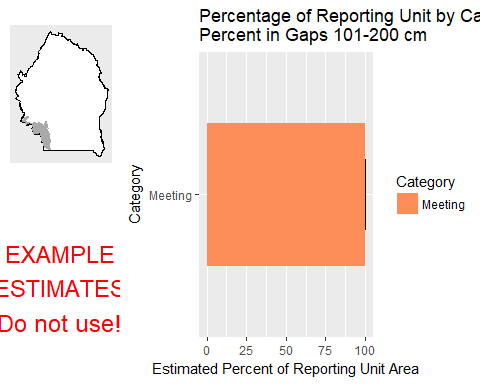 Percentage of Reporting Unit by Ca
Percent in Gaps 101-200 cm
Category
Meeting
0 25 50 75 100
Estimated Percent of Reporting Unit Area
Category
Meeting
EXAMPLE
ESTIMATES
Do not use!